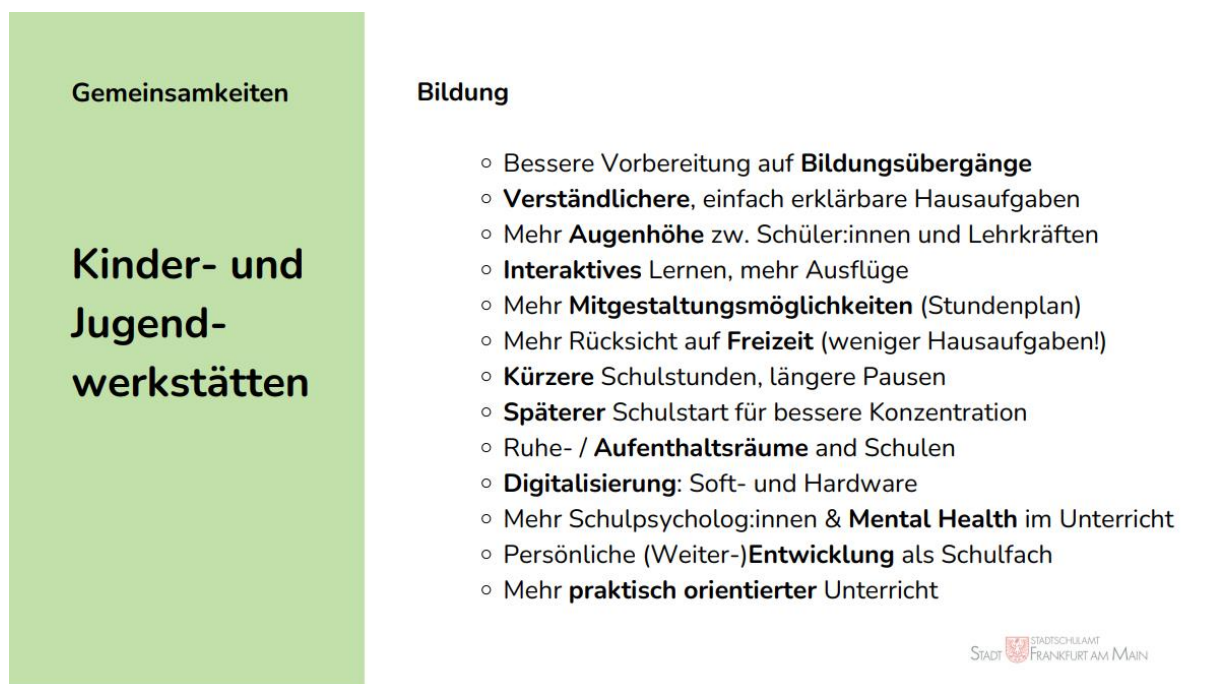 Gemeinsamkeiten
Kinder- und
Jugend-
werkstätten
Bildung
○ Bessere Vorbereitung auf Bildungsübergänge
○ Verständlichere, einfach erklärbare Hausaufgaben
○ Mehr Augenhöhe zw. Schüler:innen und Lehrkräften
○ Interaktives Lernen, mehr Ausflüge
○ Mehr Mitgestaltungsmöglichkeiten (Stundenplan)
○ Mehr Rücksicht auf Freizeit (weniger Hausaufgaben!)
○ Kürzere Schulstunden, längere Pausen
○ Späterer Schulstart für bessere Konzentration
○ Ruhe- / Aufenthaltsräume and Schulen
○ Digitalisierung: Soft- und Hardware
○ Mehr Schulpsycholog:innen & Mental Health im Unterricht
○ Persönliche (Weiter-)Entwicklung als Schulfach
○ Mehr praktisch orientierter Unterricht
STADTSCHULAMT
STADT FRANKFURT AM MAIN